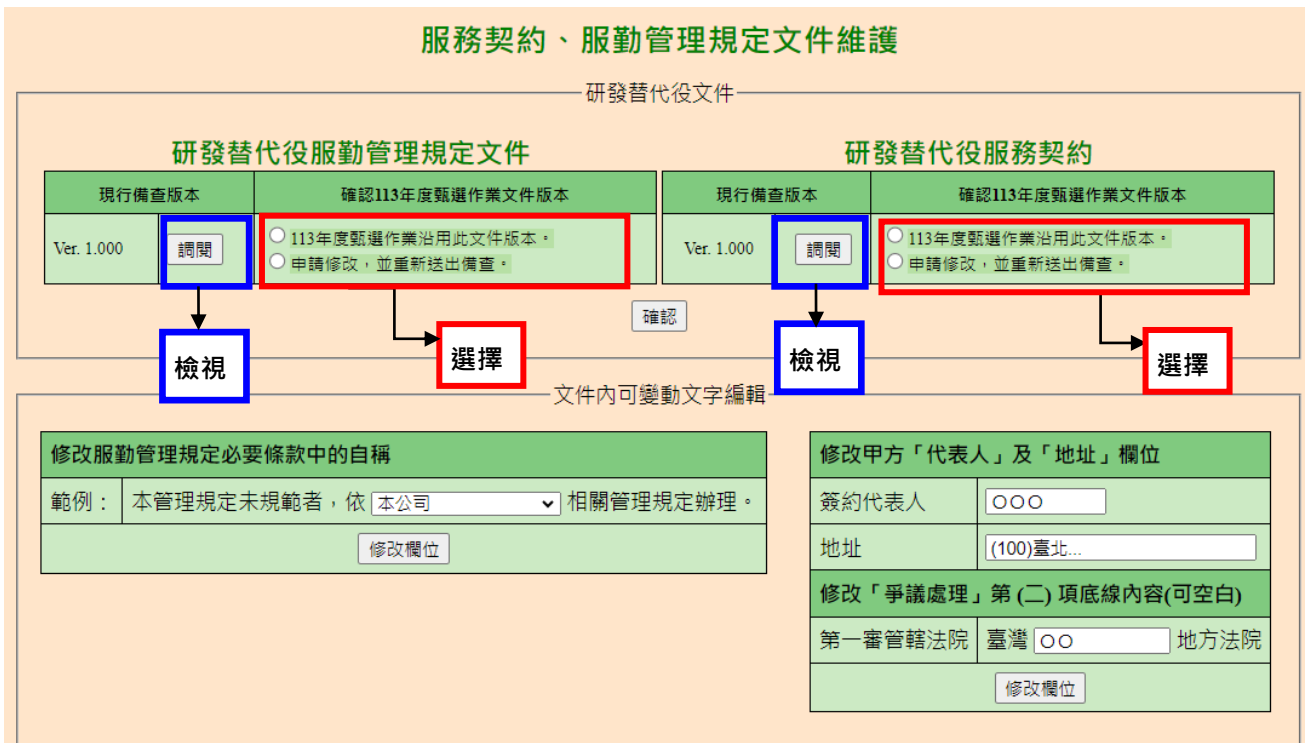 服務契約、服勤管理規定文件維護
研發替代役文件
研發替代役服勤管理規定文件
現行備查版本
確認113年度甄選作業文件版本
Ver. 1.000
調閱
113年度甄選作業沿用此文件版本。
申請修改，並重新送出備查。
研發替代役服務契約
現行備查版本
確認113年度甄選作業文件版本
Ver. 1.000
調閱
113年度甄選作業沿用此文件版本。
申請修改，並重新送出備查。
確認
檢視
選擇
檢視
選擇
文件內可變動文字編輯
修改服勤管理規定必要條款中的自稱
範例： 本管理規定未規範者，依 本公司 相關管理規定辦理。
修改欄位
修改甲方「代表人」及「地址」欄位
簽約代表人 ○○○
地址 (100)臺北...
修改「爭議處理」第 (二) 項底線內容(可空白)
第一審管轄法院 臺灣 ○○ 地方法院
修改欄位